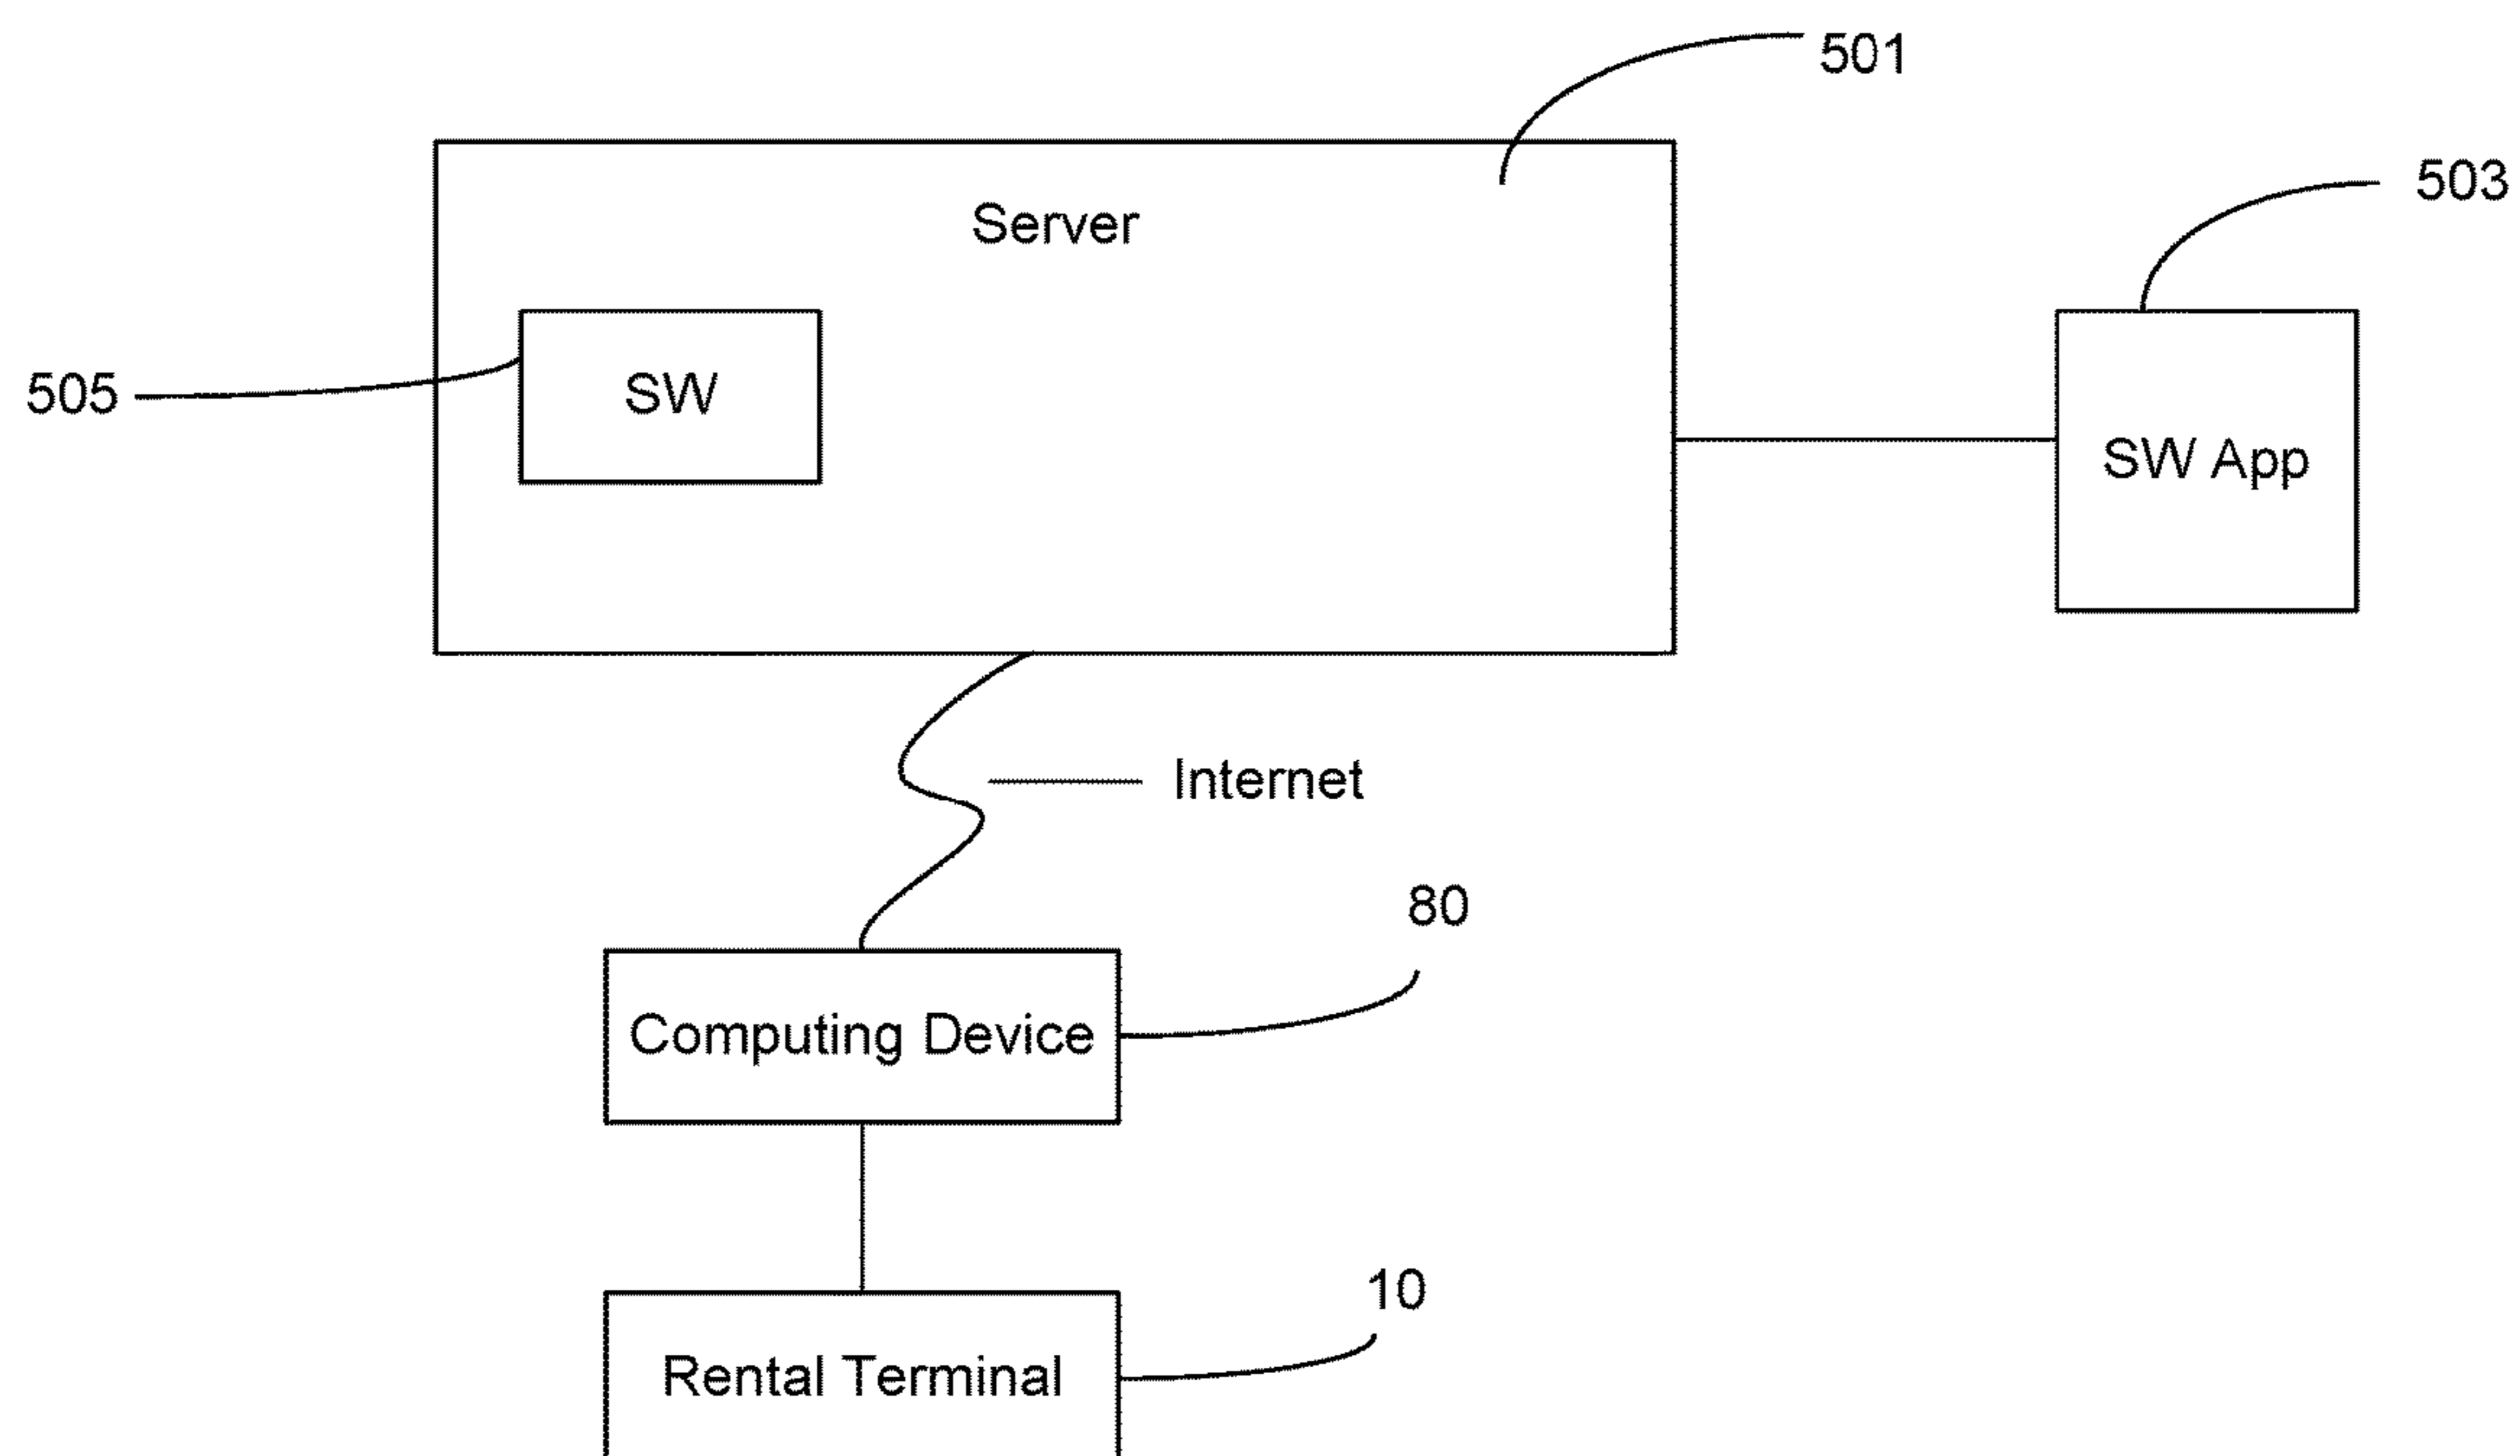 501
503
Server
505
SW
SW App
Internet
80
Computing Device
10
Rental Terminal